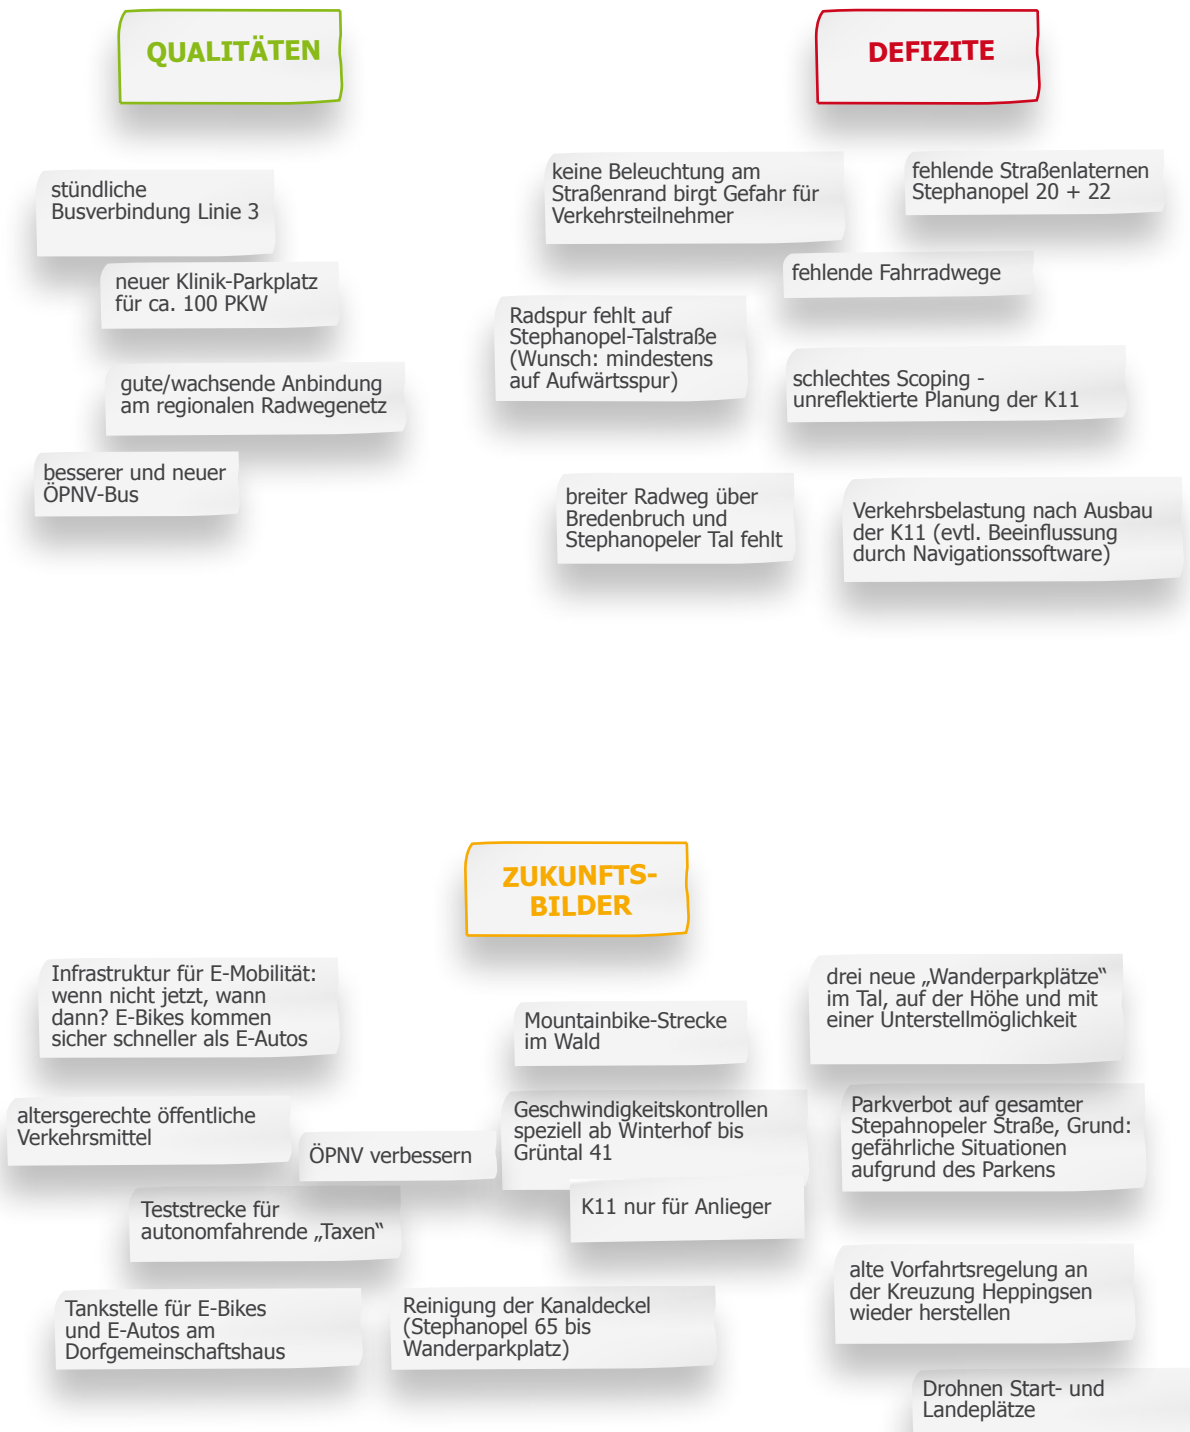 QUALITÄTEN
stündliche
Busverbindung Linie 3
neuer Klinik-Parkplatz
für ca. 100 PKW
gute/wachsende Anbindung
am regionalen Radwegenetz
besserer und neuer
ÖPNV-Bus
DEFIZITE
keine Beleuchtung am
Straßenrand birgt Gefahr für
Verkehrsteilnehmer
fehlende Straßenlaternen
Stephanopel 20 + 22
fehlende Fahrradwege
Radspur fehlt auf
Stephanopel-Talstraße
(Wunsch: mindestens
auf Aufwärtsspur)
schlechtes Scoping -
unreflektierte Planung der K11
breiter Radweg über
Bredenbruch und
Stephanopeler Tal fehlt
Verkehrsbelastung nach Ausbau
der K11 (evtl. Beeinflussung
durch Navigationssoftware)
ZUKUNFTS-
BILDER
Infrastruktur für E-Mobilität:
wenn nicht jetzt, wann
dann? E-Bikes kommen
sicher schneller als E-Autos
Mountainbike-Strecke
im Wald
drei neue „Wanderparkplätze“
im Tal, auf der Höhe und mit
einer Unterstellmöglichkeit
altersgerechte öffentliche
Verkehrsmittel
ÖPNV verbessern
Geschwindigkeitskontrollen
speziell ab Winterhof bis
Grüntal 41
Parkverbot auf gesamter
Stepahnopeler Straße, Grund:
gefährliche Situationen
aufgrund des Parkens
Teststrecke für
autonomfahrende „Taxen“
K11 nur für Anlieger
alte Vorfahrtsregelung an
der Kreuzung Heppingsen
wieder herstellen
Tankstelle für E-Bikes
und E-Autos am
Dorfgemeinschaftshaus
Reinigung der Kanaldeckel
(Stephanopel 65 bis
Wanderparkplatz)
Drohnen Start- und
Landeplätze